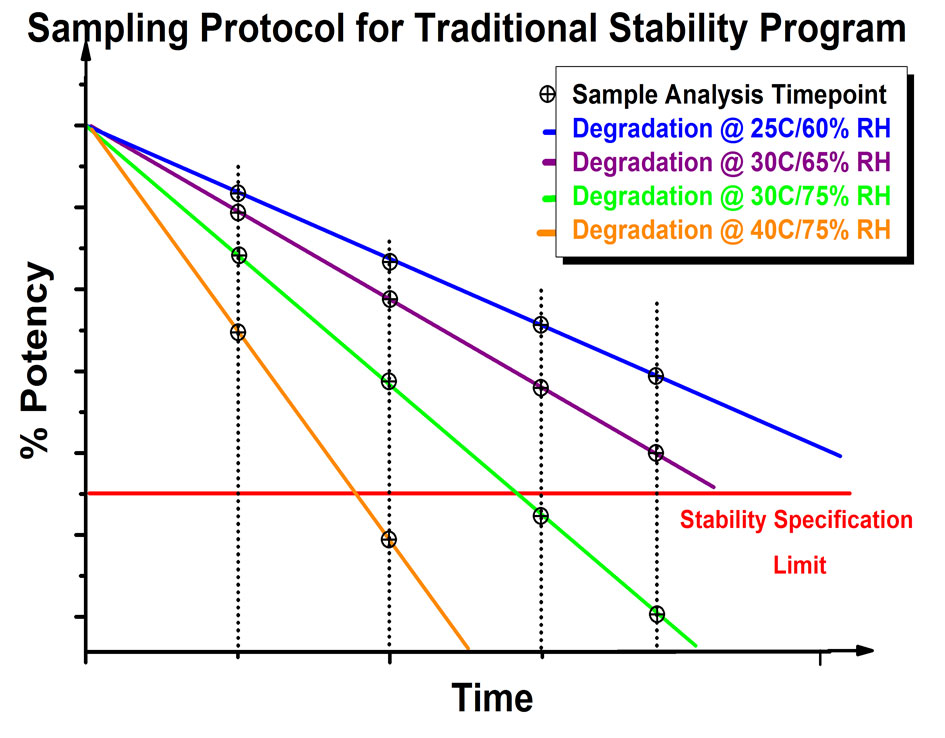 Sampling Protocol for Traditional Stability Program
Sample Analysis Timepoint
Degradation @ 25C/60% RH
Degradation @ 30C/65% RH
Degradation @ 30C/75% RH
Degradation @ 40C/75% RH
% Potency
Stability Specification
Limit
Time